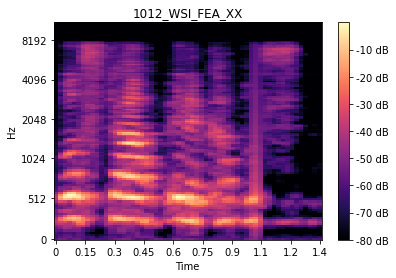 1012_WSI_FEA_XX
8192
4096
2048
1024
512
0
Hz
0 0.15 0.3 0.45 0.6 0.75 0.9 1.1 1.2 1.4
Time
-10 dB
-20 dB
-30 dB
-40 dB
-50 dB
-60 dB
-70 dB
-80 dB